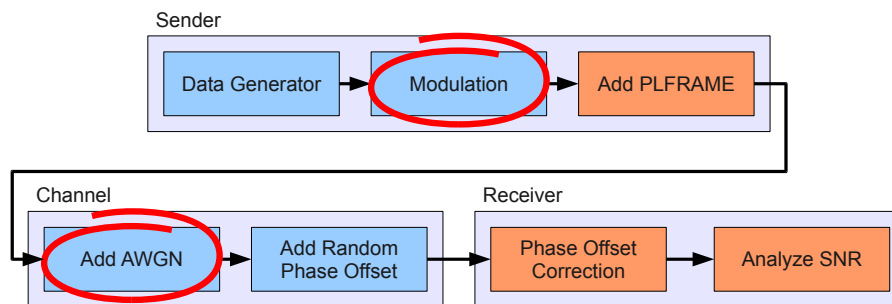 Sender
Data Generator
Modulation
Add PLFRAME
Channel
Add AWGN
Add Random
Phase Offset
Receiver
Phase Offset
Correction
Analyze SNR